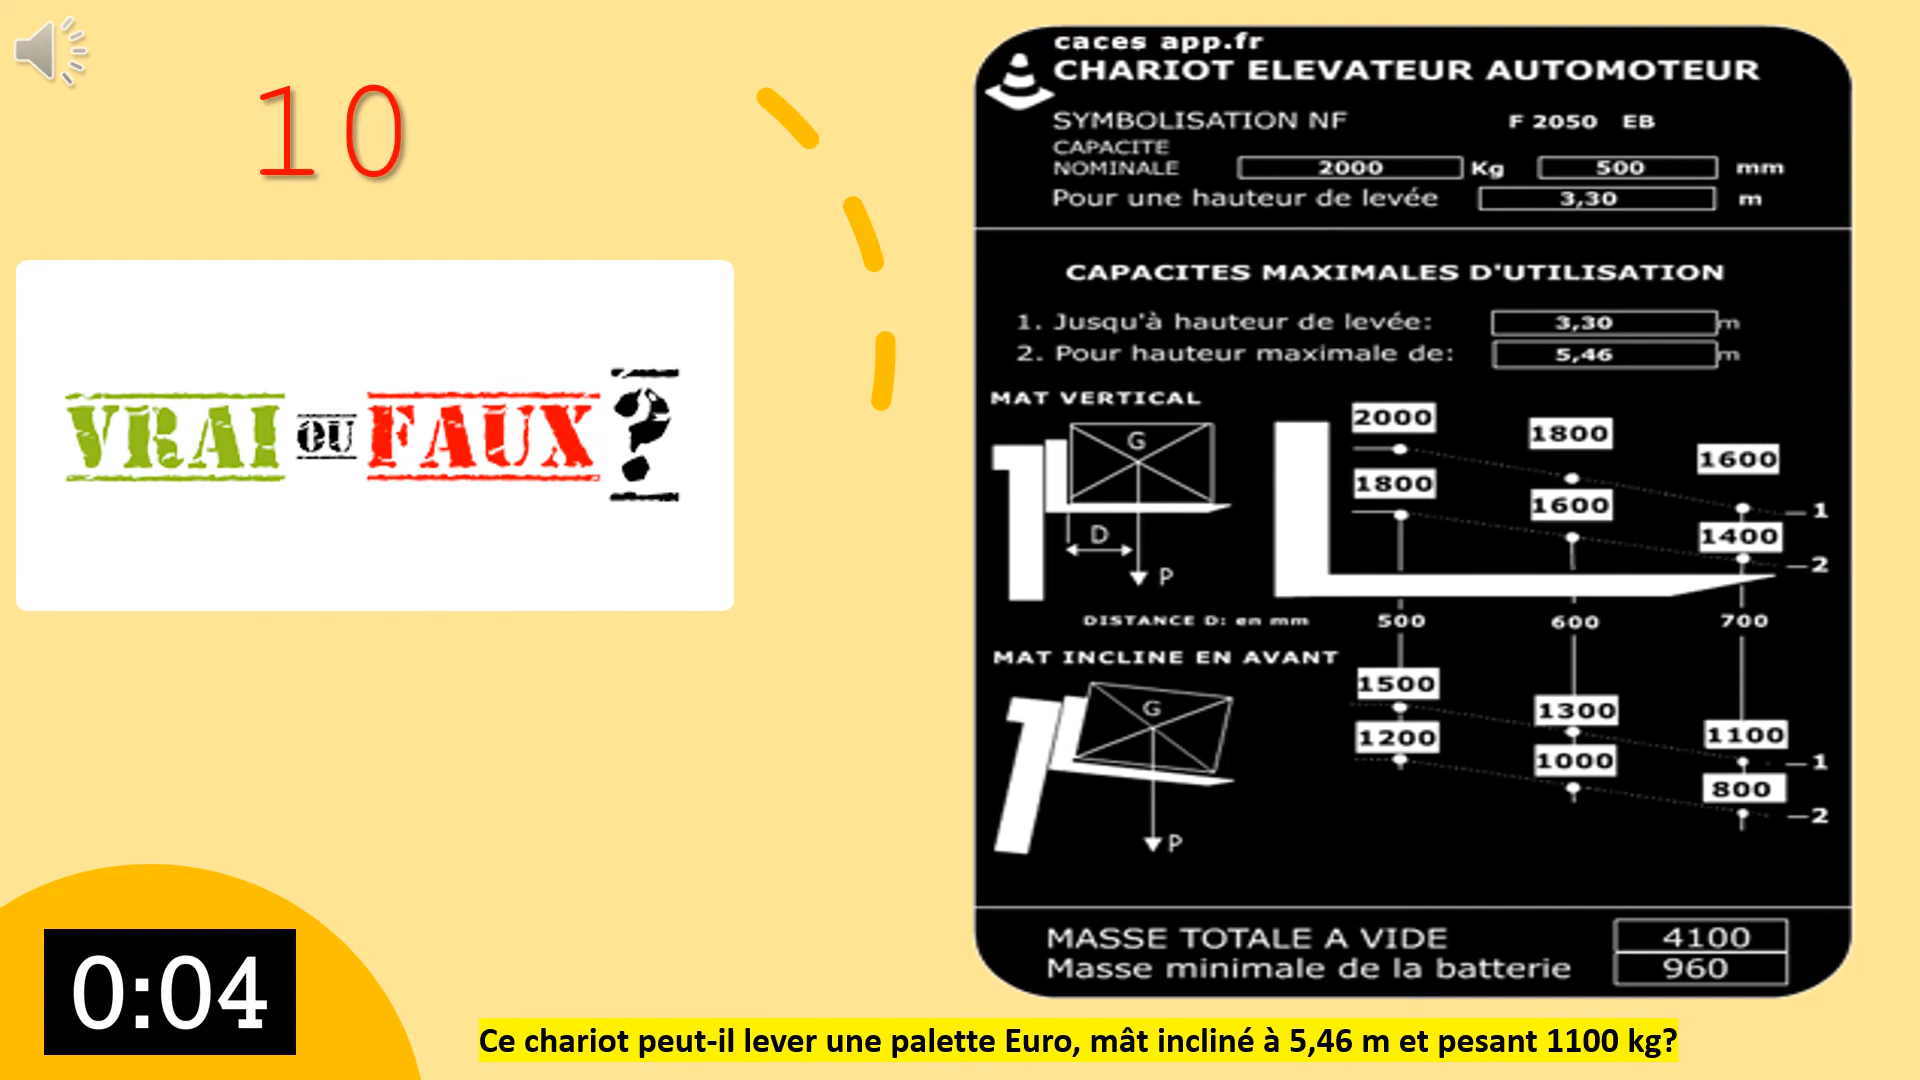 10
VRAI OU FAUX ?
0:04
caces app.fr
CHARIOT ELEVATEUR AUTOMOTEUR
SYMBOLISATION NF F 2050 EB
CAPACITE
NOMINALE 2000 Kg 500 mm
Pour une hauteur de levée 3,30 m
CAPACITES MAXIMALES D'UTILISATION
1. Jusqu'à hauteur de levée: 3,30 m
2. Pour hauteur maximale de: 5,46 m
MAT VERTICAL
G
D
P
2000 1800 1600
1800 1600 1400
1
2
DISTANCE D: en mm 500 600 700
MAT INCLINE EN AVANT
G
P
1500 1300 1100
1200 1000 800
1
2
MASSE TOTALE A VIDE 4100
Masse minimale de la batterie 960
Ce chariot peut-il lever une palette Euro, mât incliné à 5,46 m et pesant 1100 kg?